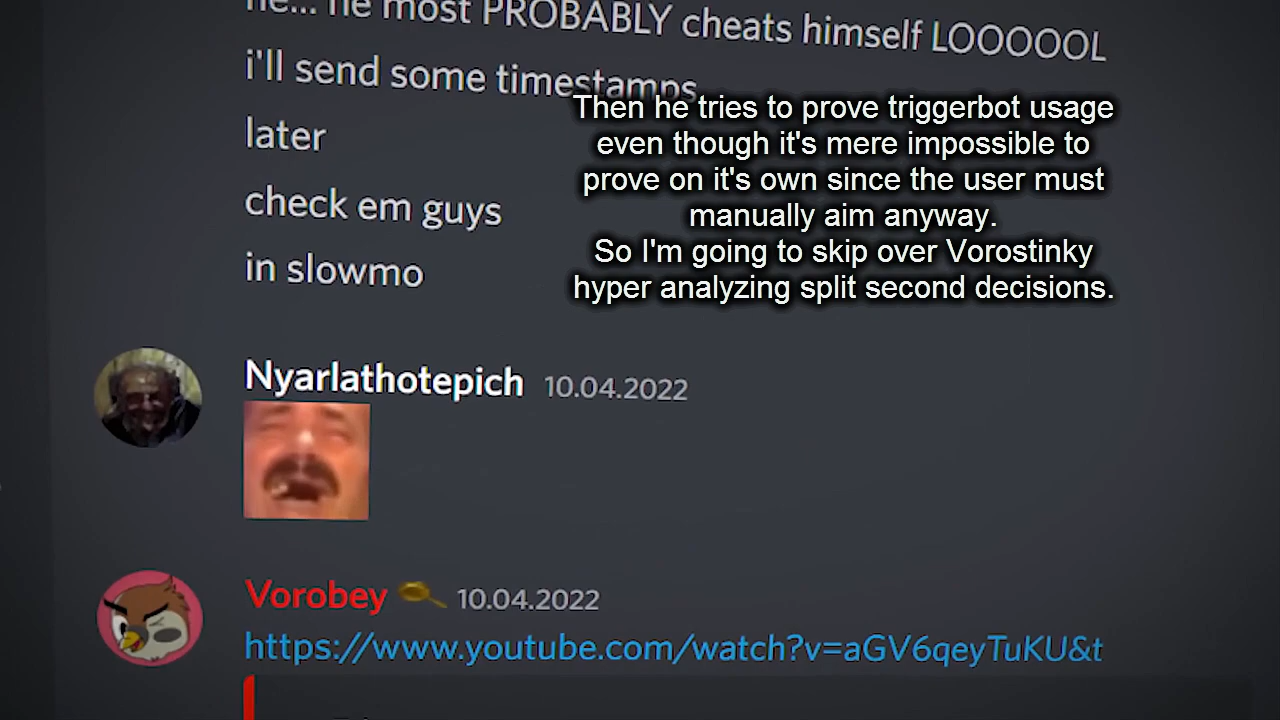 he... he most PROBABLY cheats himself LOOOOOL
i'll send some timestamps
later
check em guys
in slowmo
Then he tries to prove triggerbot usage
even though it's mere impossible to
prove on it's own since the user must
manually aim anyway.
So I'm going to skip over Vorostinky
hyper analyzing split second decisions.
Nyarlathotepich 10.04.2022
Vorobey 10.04.2022
https://www.youtube.com/watch?v=aGV6qeyTuKU&t